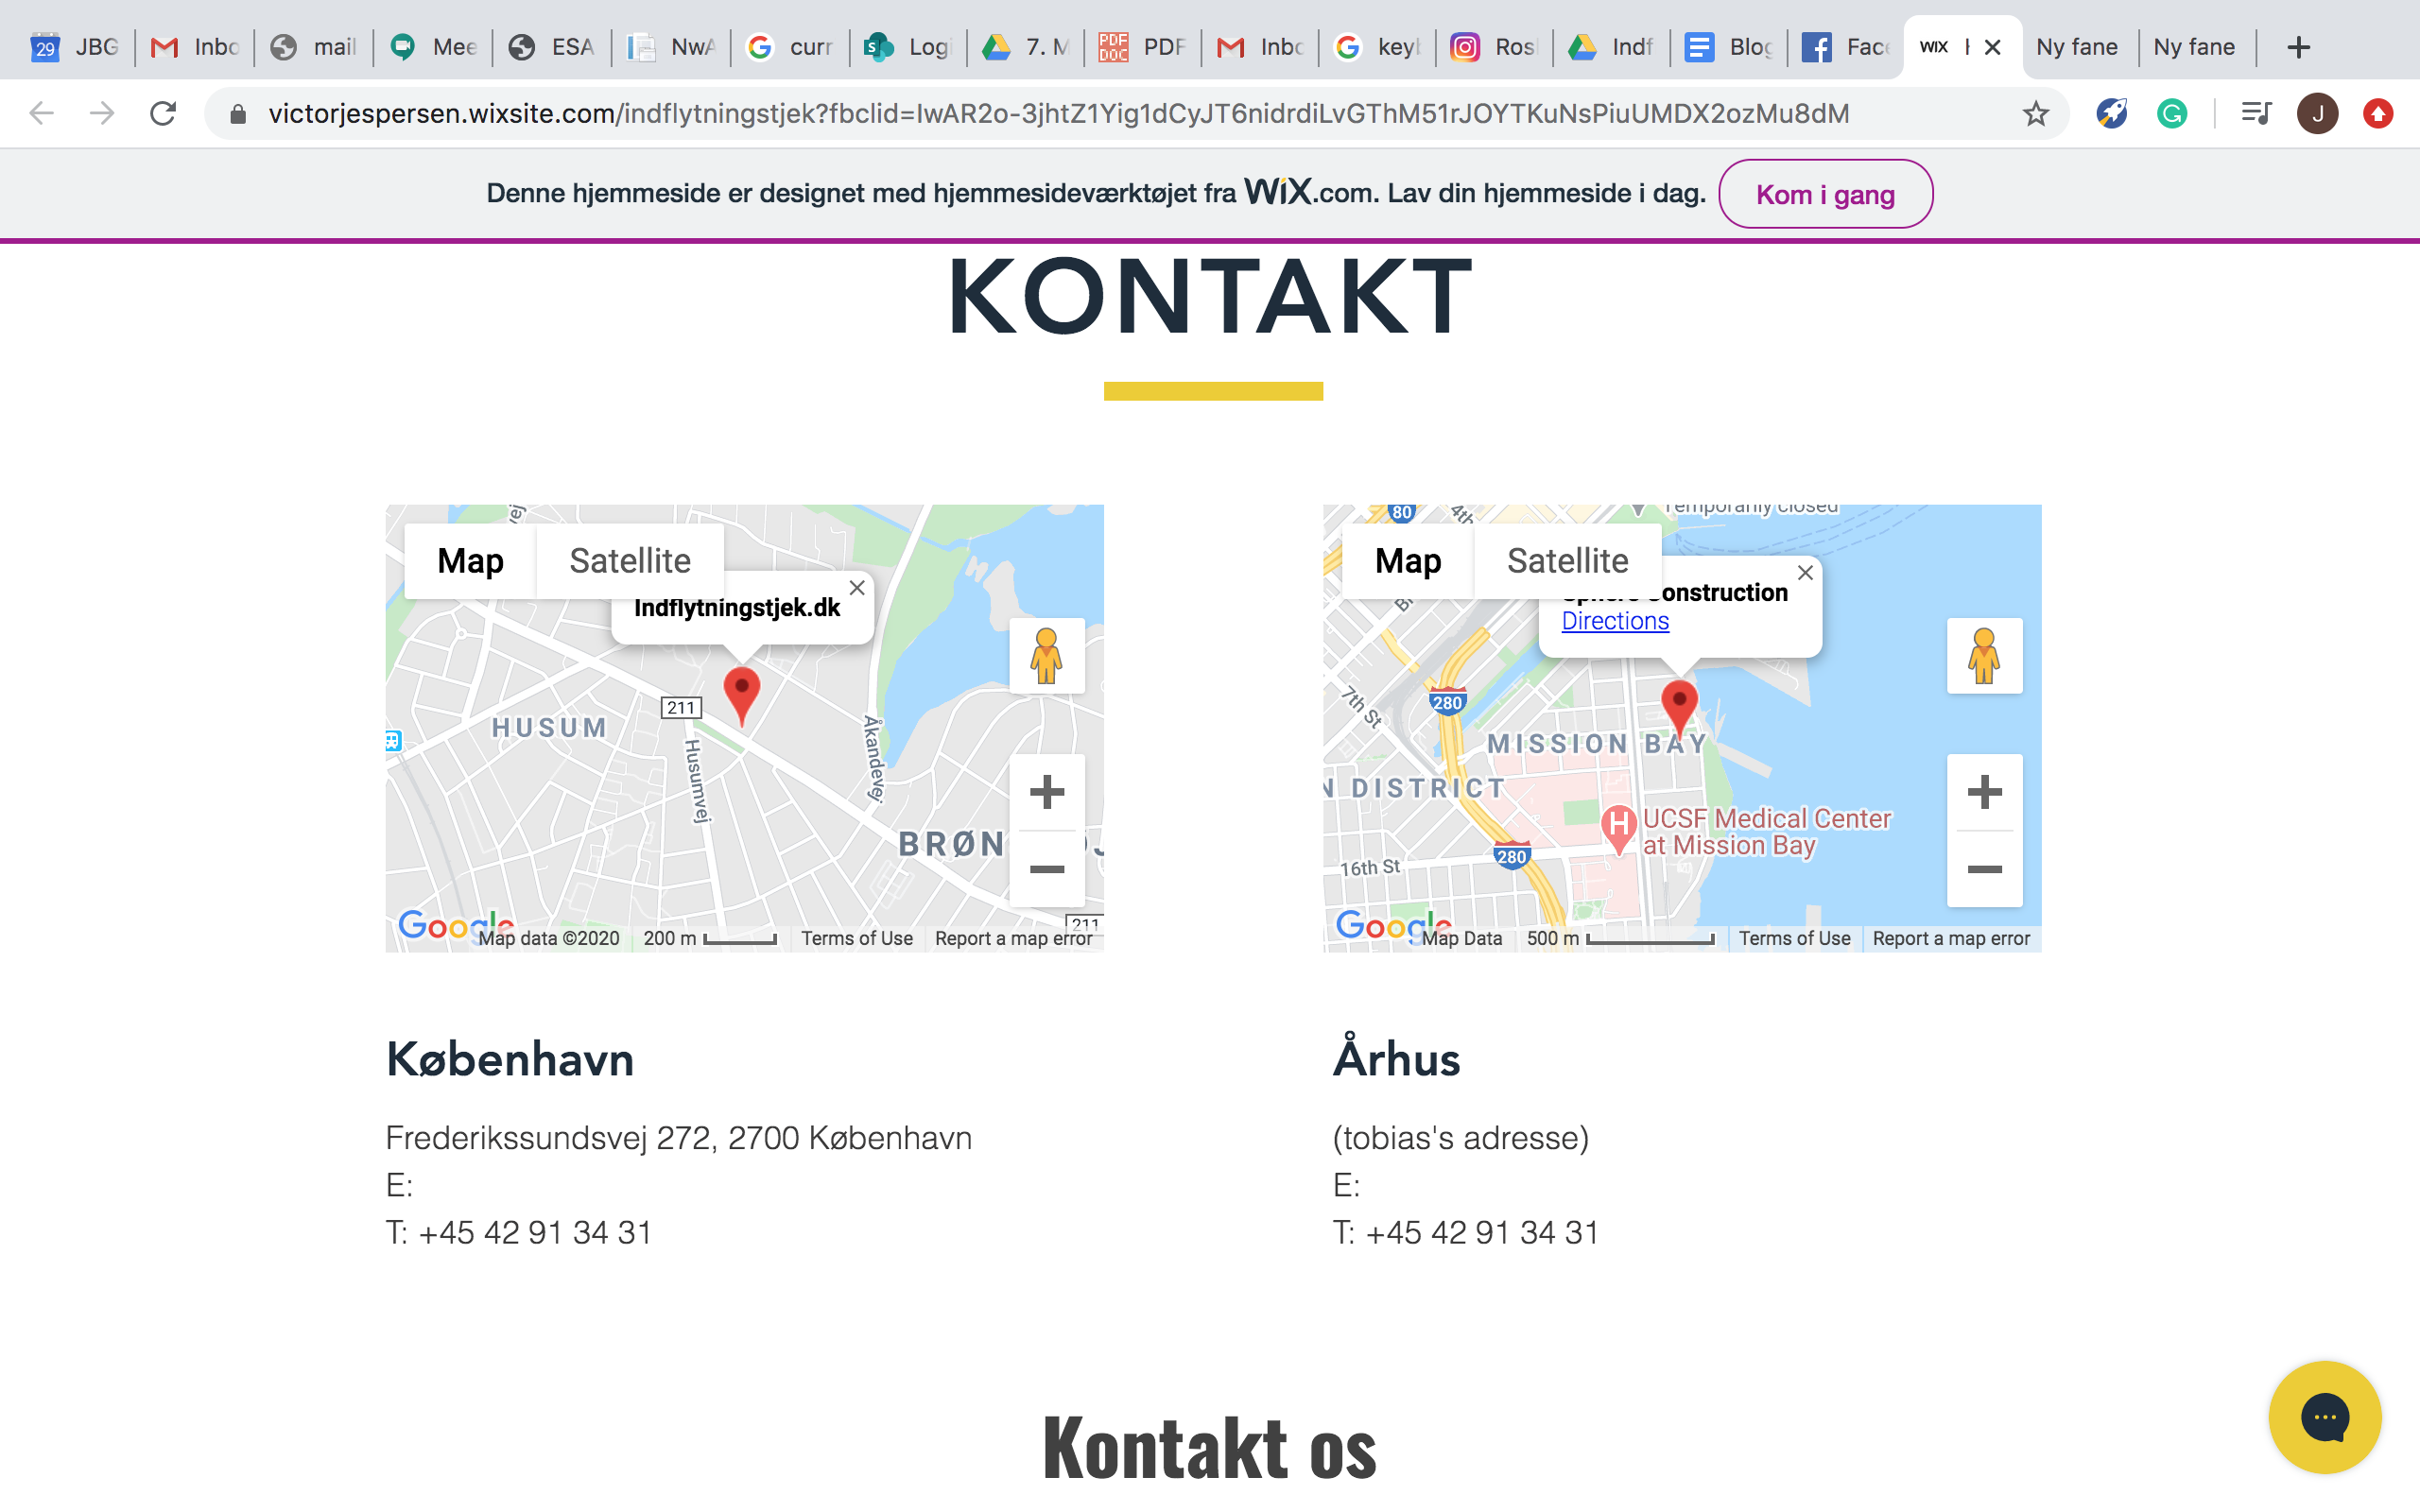 29 JBG
Inbo
mail
Mee
ESA
NwA
curr
Logi
7. M
PDF
Inbo
keyb
Ros
Indf
Blog
Face
WiX
Ny fane
Ny fane
victorjespersen.wixsite.com/indflytningstjek?fbclid=IwAR2o-3jhtZ1Yig1dCyJT6nidrdiLvGThM51rJOYTKuNsPiuUMDX2ozMu8dM
J
Denne hjemmeside er designet med hjemmesideværktøjet fra WiX.com. Lav din hjemmeside i dag.
Kom i gang
KONTAKT
Map Satellite
Indflytningstjek.dk
211
HUSUM
Husumvej
Åkandevej
BRØN
211
Google
Map data ©2020 200 m Terms of Use Report a map error
80
4th
Temporarily closed
Map Satellite
Sphere Construction
Directions
7th St
280
MISSION BAY
N DISTRICT
UCSF Medical Center
at Mission Bay
280
16th St
Google
Map Data 500 m Terms of Use Report a map error
København
Frederikssundsvej 272, 2700 København
E:
T: +45 42 91 34 31
Århus
(tobias's adresse)
E:
T: +45 42 91 34 31
Kontakt os